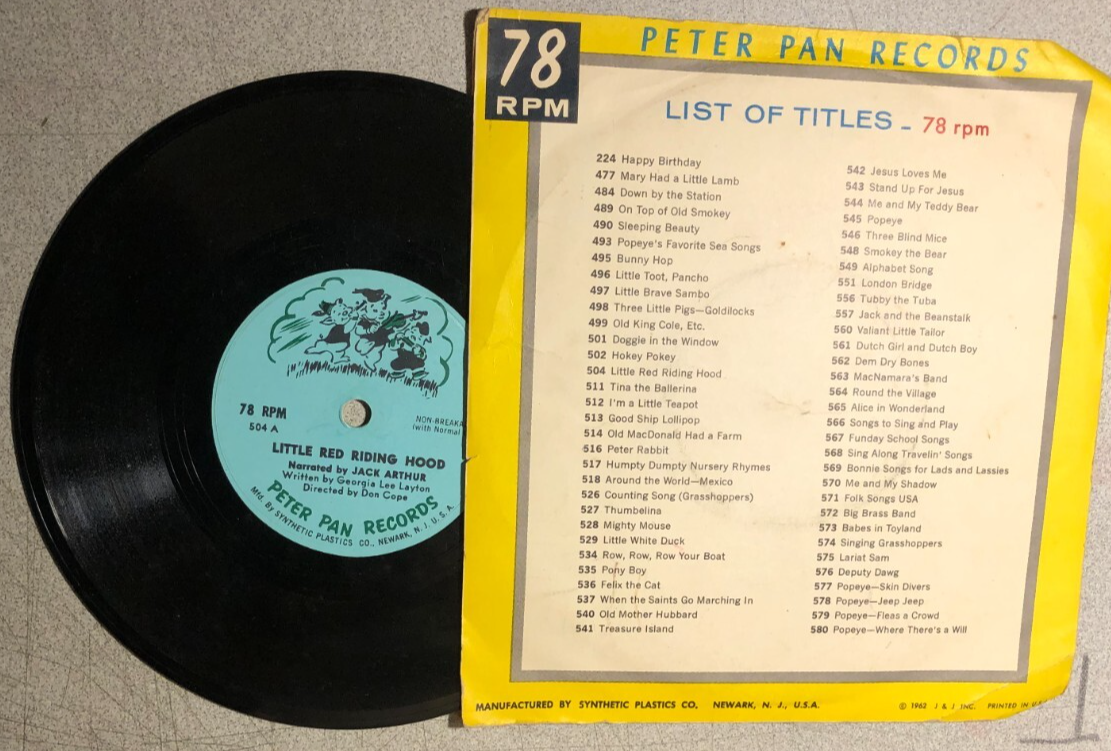 78 RPM
504 A
NON-BREAKA
(with Normal
LITTLE RED RIDING HOOD
Narrated by JACK ARTHUR
Written by Georgia Lee Layton
Directed by Don Cope
PETER PAN RECORDS
Mfd. By SYNTHETIC PLASTICS CO., NEWARK, N. J. U. S. A.
78
RPM
PETER PAN RECORDS
LIST OF TITLES - 78 rpm
224 Happy Birthday
477 Mary Had a Little Lamb
484 Down by the Station
489 On Top of Old Smokey
490 Sleeping Beauty
493 Popeye's Favorite Sea Songs
495 Bunny Hop
496 Little Toot, Pancho
497 Little Brave Sambo
498 Three Little Pigs—Goldilocks
499 Old King Cole, Etc.
501 Doggie in the Window
502 Hokey Pokey
504 Little Red Riding Hood
511 Tina the Ballerina
512 I'm a Little Teapot
513 Good Ship Lollipop
514 Old MacDonald Had a Farm
516 Peter Rabbit
517 Humpty Dumpty Nursery Rhymes
518 Around the World—Mexico
526 Counting Song (Grasshoppers)
527 Thumbelina
528 Mighty Mouse
529 Little White Duck
534 Row, Row, Row Your Boat
535 Pony Boy
536 Felix the Cat
537 When the Saints Go Marching In
540 Old Mother Hubbard
541 Treasure Island
542 Jesus Loves Me
543 Stand Up For Jesus
544 Me and My Teddy Bear
545 Popeye
546 Three Blind Mice
548 Smokey the Bear
549 Alphabet Song
551 London Bridge
556 Tubby the Tuba
557 Jack and the Beanstalk
560 Valiant Little Tailor
561 Dutch Girl and Dutch Boy
562 Dem Dry Bones
563 MacNamara's Band
564 Round the Village
565 Alice in Wonderland
566 Songs to Sing and Play
567 Funday School Songs
568 Sing Along Travelin' Songs
569 Bonnie Songs for Lads and Lassies
570 Me and My Shadow
571 Folk Songs USA
572 Big Brass Band
573 Babes in Toyland
574 Singing Grasshoppers
575 Lariat Sam
576 Deputy Dawg
577 Popeye—Skin Divers
578 Popeye—Jeep Jeep
579 Popeye—Fleas a Crowd
580 Popeye—Where There's a Will
MANUFACTURED BY SYNTHETIC PLASTICS CO. NEWARK, N. J., U.S.A.
© 1962 J & J INC. PRINTED IN U.S.